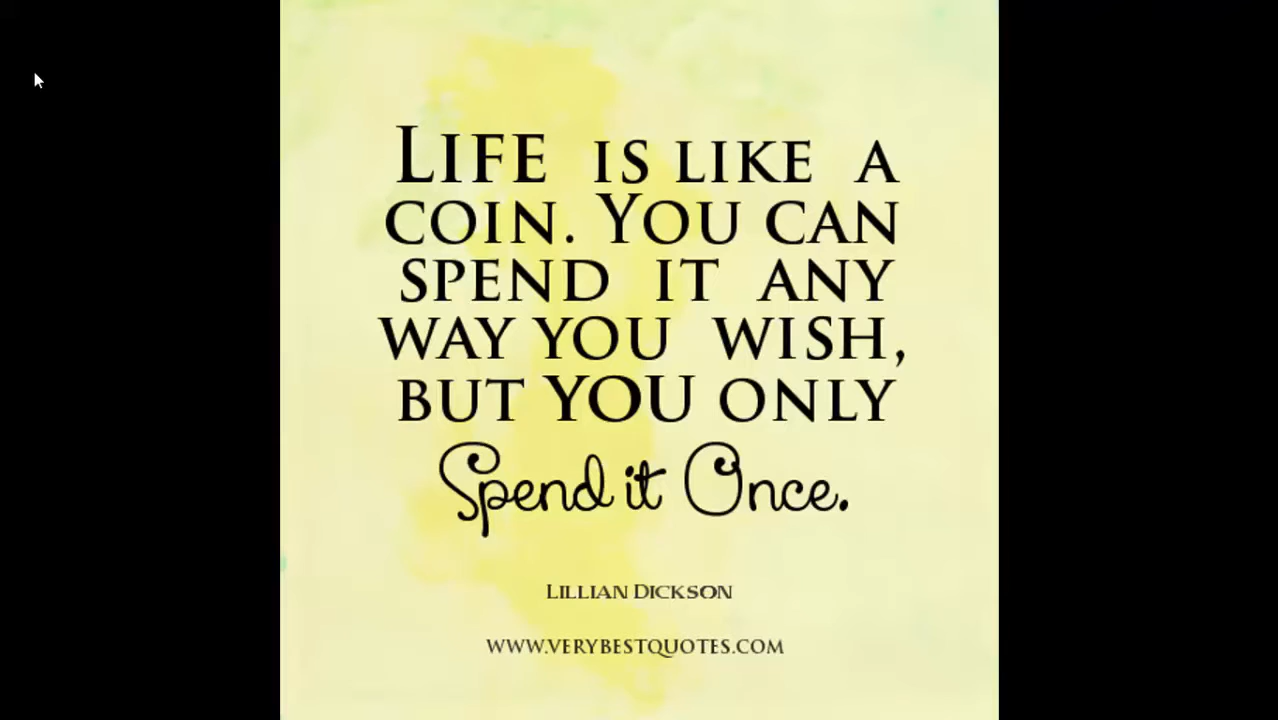 LIFE IS LIKE A
COIN. YOU CAN
SPEND IT ANY
WAY YOU WISH,
BUT YOU ONLY
Spend it Once.
LILLIAN DICKSON
WWW.VERYBESTQUOTES.COM